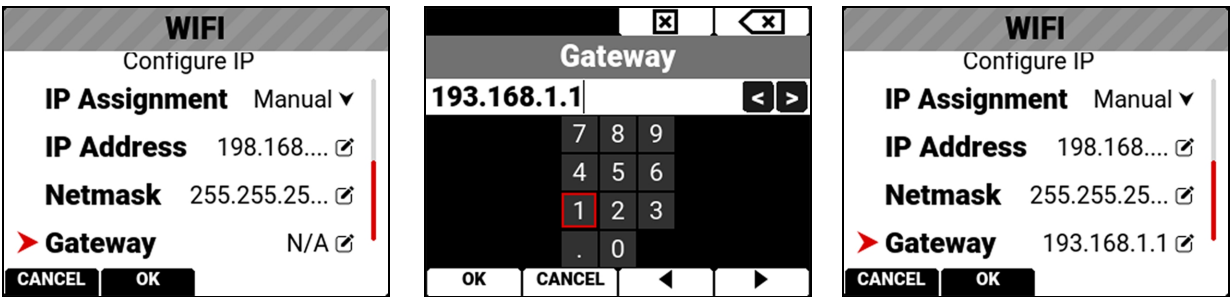 WIFI
Configure IP
IP Assignment Manual
IP Address 198.168....
Netmask 255.255.25...
Gateway N/A
CANCEL OK
Gateway
193.168.1.1 < >
7 8 9
4 5 6
1 2 3
. 0
OK CANCEL
WIFI
Configure IP
IP Assignment Manual
IP Address 198.168....
Netmask 255.255.25...
Gateway 193.168.1.1
CANCEL OK